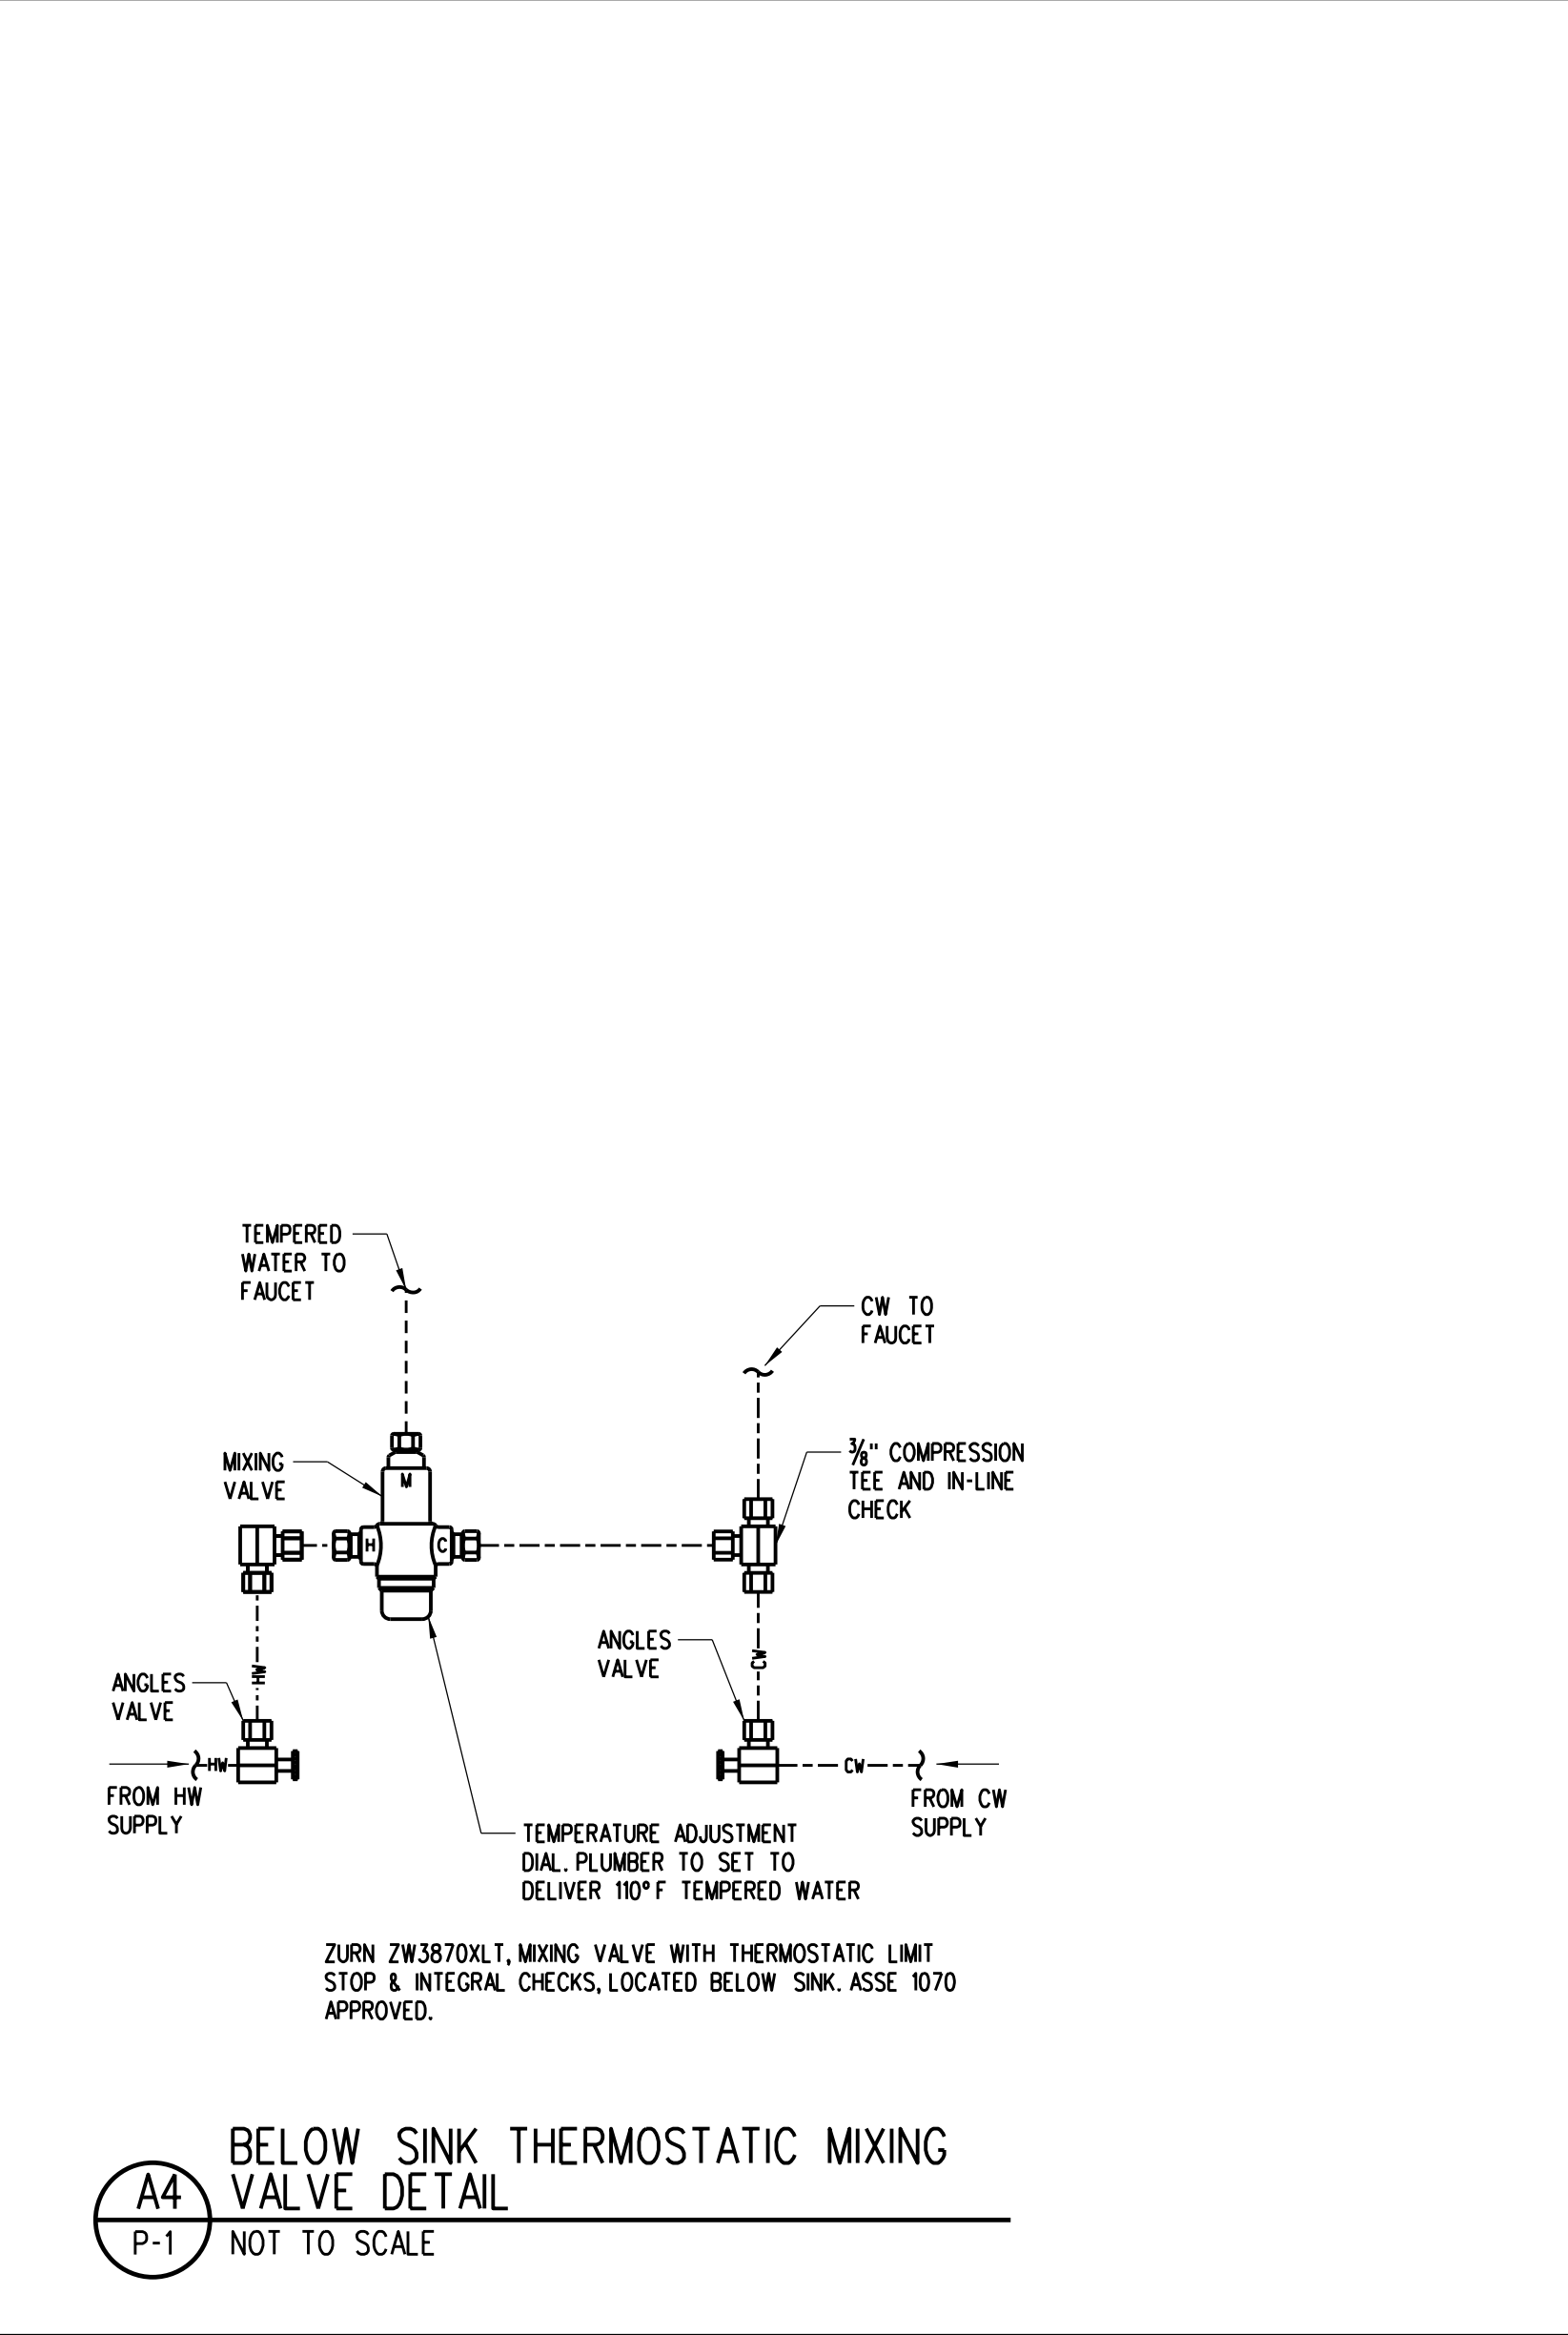 TEMPERED
WATER TO
FAUCET
CW TO
FAUCET
MIXING
VALVE
M
3/8" COMPRESSION
TEE AND IN-LINE
CHECK
H
C
ANGLES
VALVE
CW
HW
ANGLES
VALVE
HW
CW
FROM HW
SUPPLY
FROM CW
SUPPLY
TEMPERATURE ADJUSTMENT
DIAL. PLUMBER TO SET TO
DELIVER 110°F TEMPERED WATER
ZURN ZW3870XLT, MIXING VALVE WITH THERMOSTATIC LIMIT
STOP & INTEGRAL CHECKS, LOCATED BELOW SINK. ASSE 1070
APPROVED.
BELOW SINK THERMOSTATIC MIXING
VALVE DETAIL
A4
P-1
NOT TO SCALE